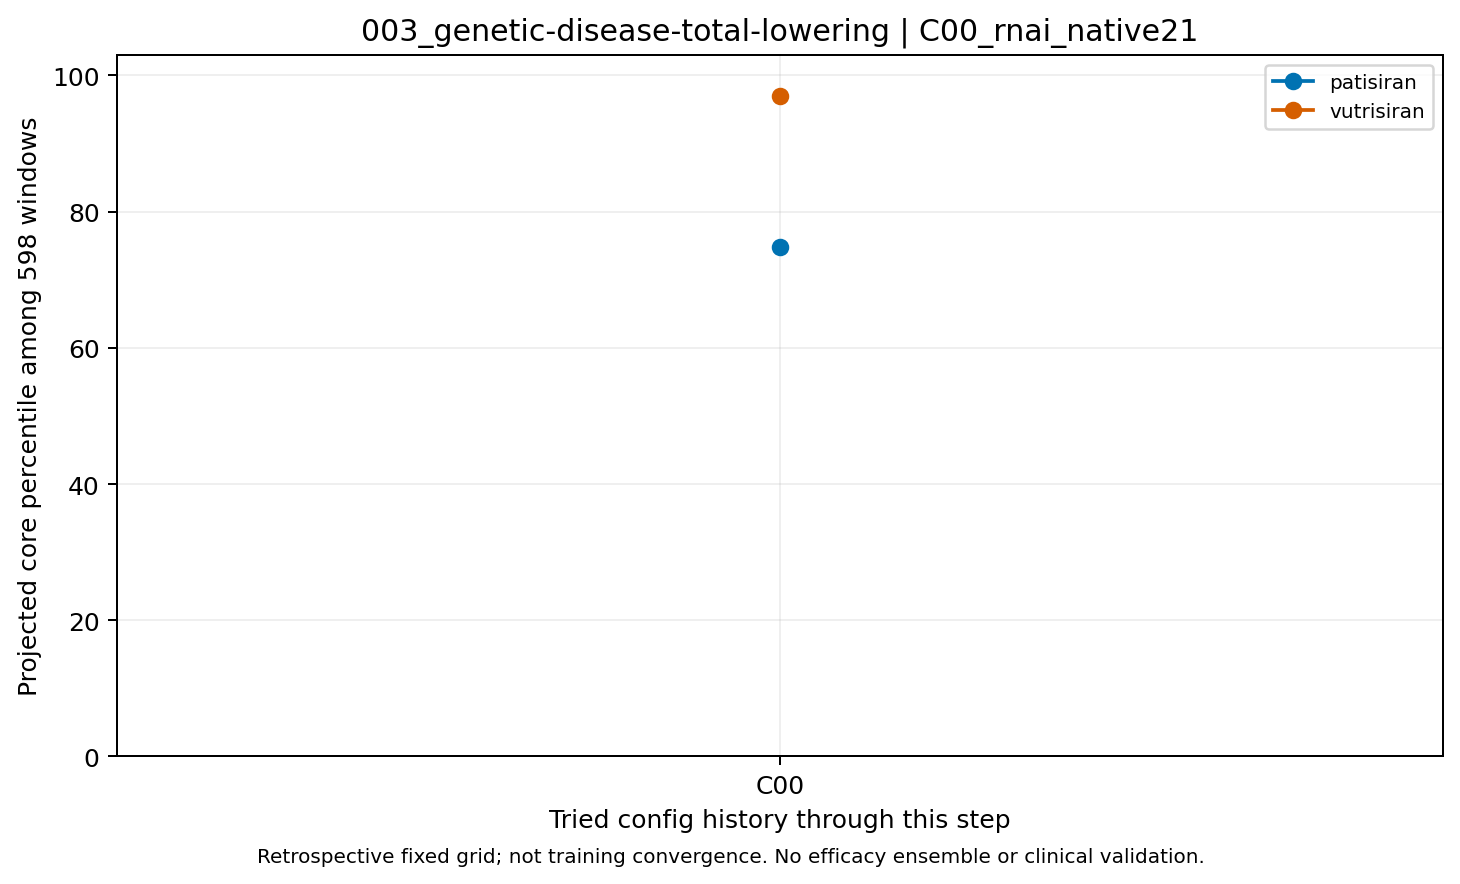 003_genetic-disease-total-lowering | C00_rnai_native21
patisiran
vutrisiran
Projected core percentile among 598 windows
100
80
60
40
20
0
C00
Tried config history through this step
Retrospective fixed grid; not training convergence. No efficacy ensemble or clinical validation.